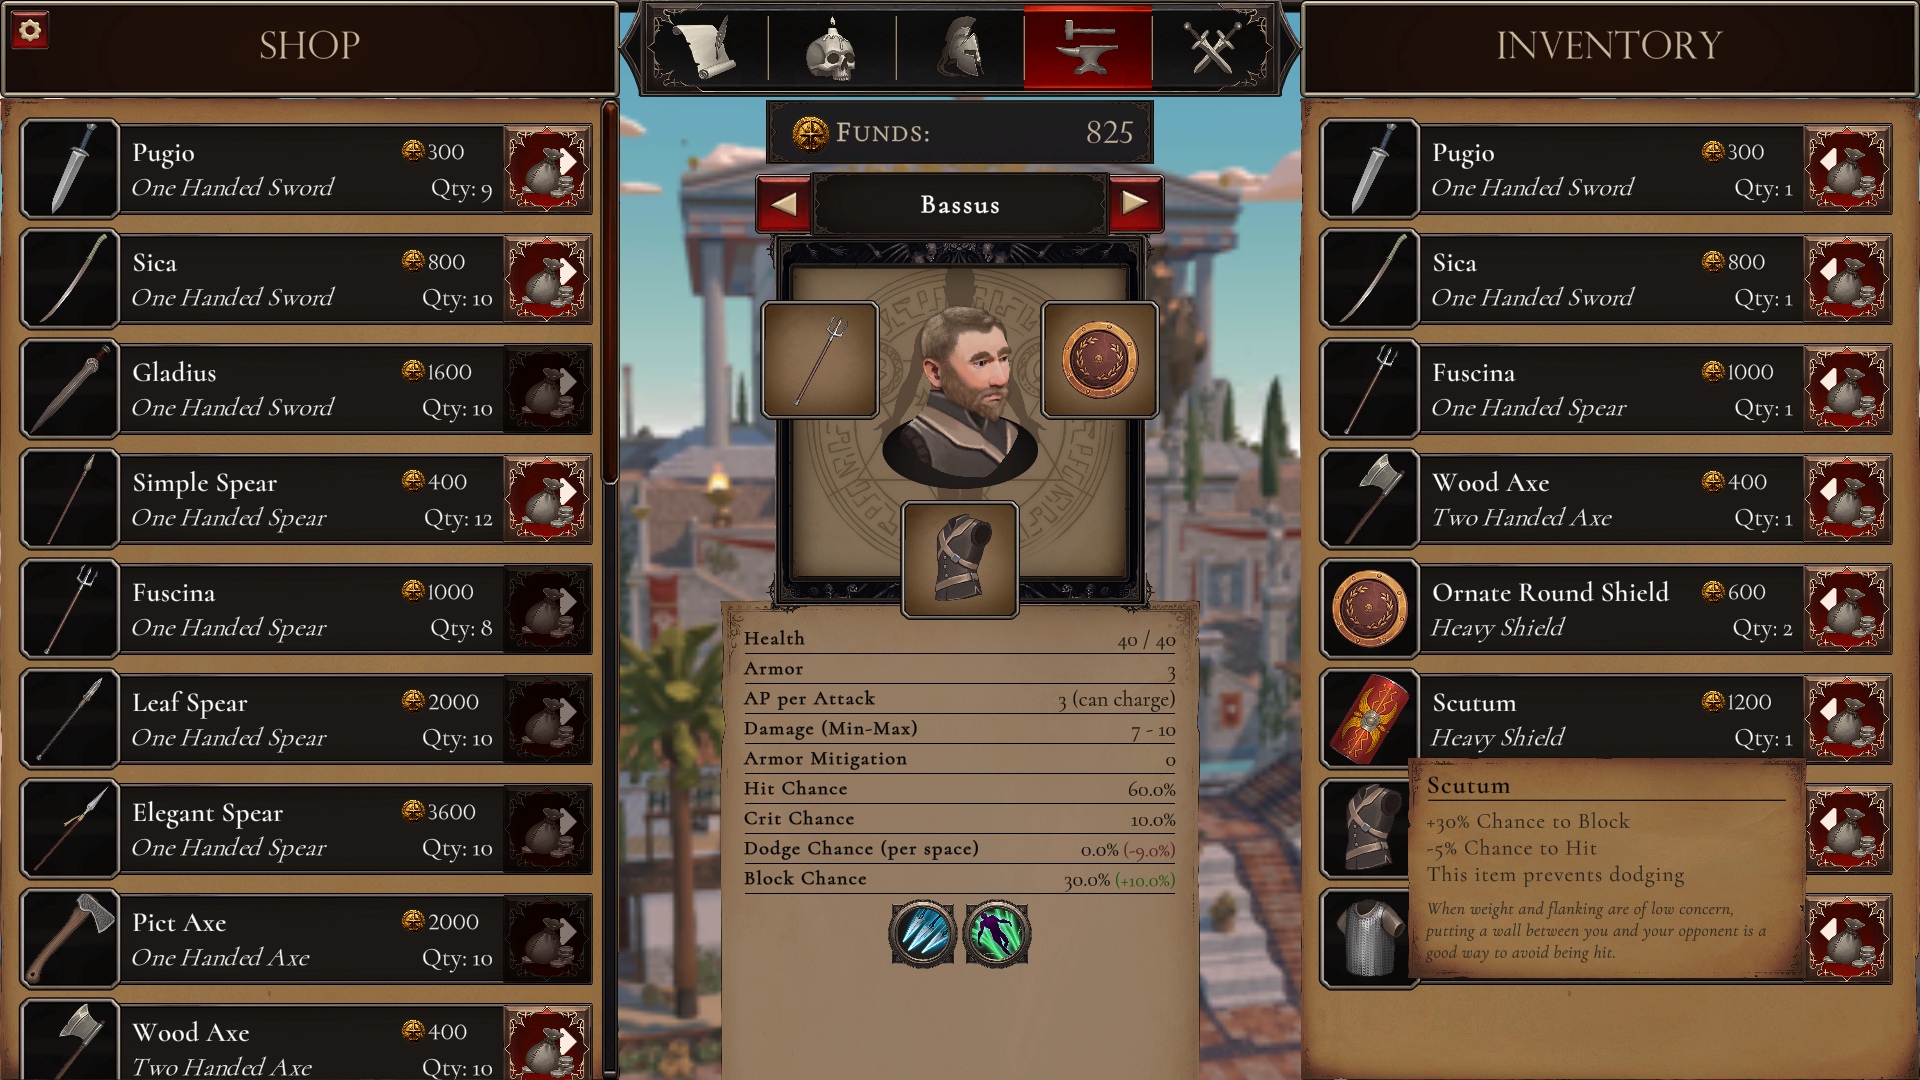 SHOP
Pugio
300
One Handed Sword
Qty: 9
Sica
800
One Handed Sword
Qty: 10
Gladius
1600
One Handed Sword
Qty: 10
Simple Spear
400
One Handed Spear
Qty: 12
Fuscina
1000
One Handed Spear
Qty: 8
Leaf Spear
2000
One Handed Spear
Qty: 10
Elegant Spear
3600
One Handed Spear
Qty: 10
Pict Axe
2000
One Handed Axe
Qty: 10
Wood Axe
400
Two Handed Axe
Qty: 10
FUNDS: 825
Bassus
Health 40 / 40
Armor 3
AP per Attack 3 (can charge)
Damage (Min-Max) 7 - 10
Armor Mitigation 0
Hit Chance 60.0%
Crit Chance 10.0%
Dodge Chance (per space) 0.0% (-9.0%)
Block Chance 30.0% (+10.0%)
INVENTORY
Pugio
300
One Handed Sword
Qty: 1
Sica
800
One Handed Sword
Qty: 1
Fuscina
1000
One Handed Spear
Qty: 1
Wood Axe
400
Two Handed Axe
Qty: 1
Ornate Round Shield
600
Heavy Shield
Qty: 2
Scutum
1200
Heavy Shield
Qty: 1
Scutum
+30% Chance to Block
-5% Chance to Hit
This item prevents dodging
When weight and flanking are of low concern,
putting a wall between you and your opponent is a
good way to avoid being hit.